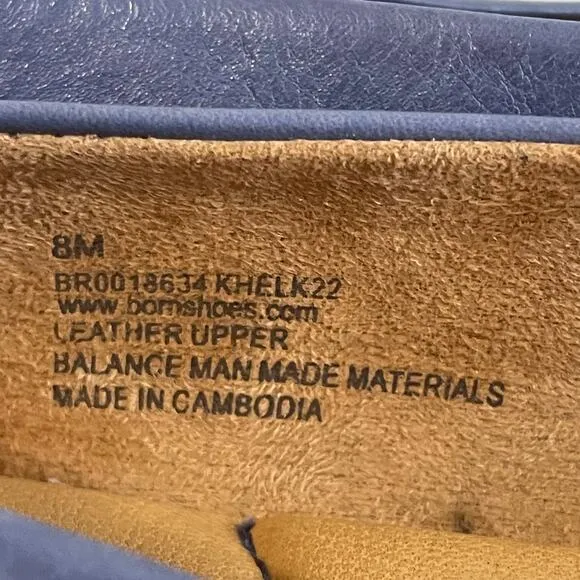 8M
BR0018634 KHELK22
www.bornshoes.com
LEATHER UPPER
BALANCE MAN MADE MATERIALS
MADE IN CAMBODIA